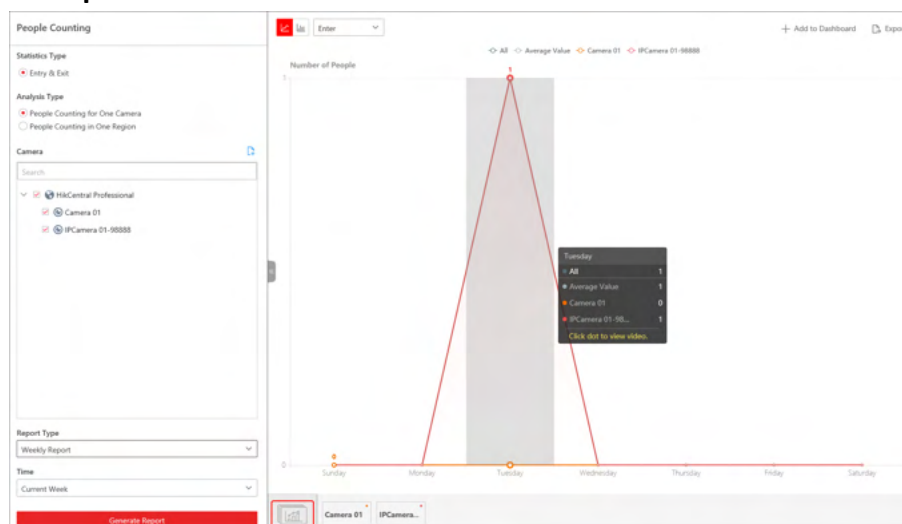 People Counting
Statistics Type
Entry & Exit
Analysis Type
People Counting for One Camera
People Counting in One Region
Camera
Search
HikCentral Professional
Camera 01
IPCamera 01-98888
Report Type
Weekly Report
Time
Current Week
Generate Report
Enter
Add to Dashboard
All Average Value Camera 01 IPCamera 01-98888
Number of People
1
Tuesday
All 1
Average Value 1
Camera 01 0
IPCamera 01-98... 1
Click dot to view video.
0
0
Sunday Monday Tuesday Wednesday Thursday Friday Saturday
Camera 01 IPCamera...